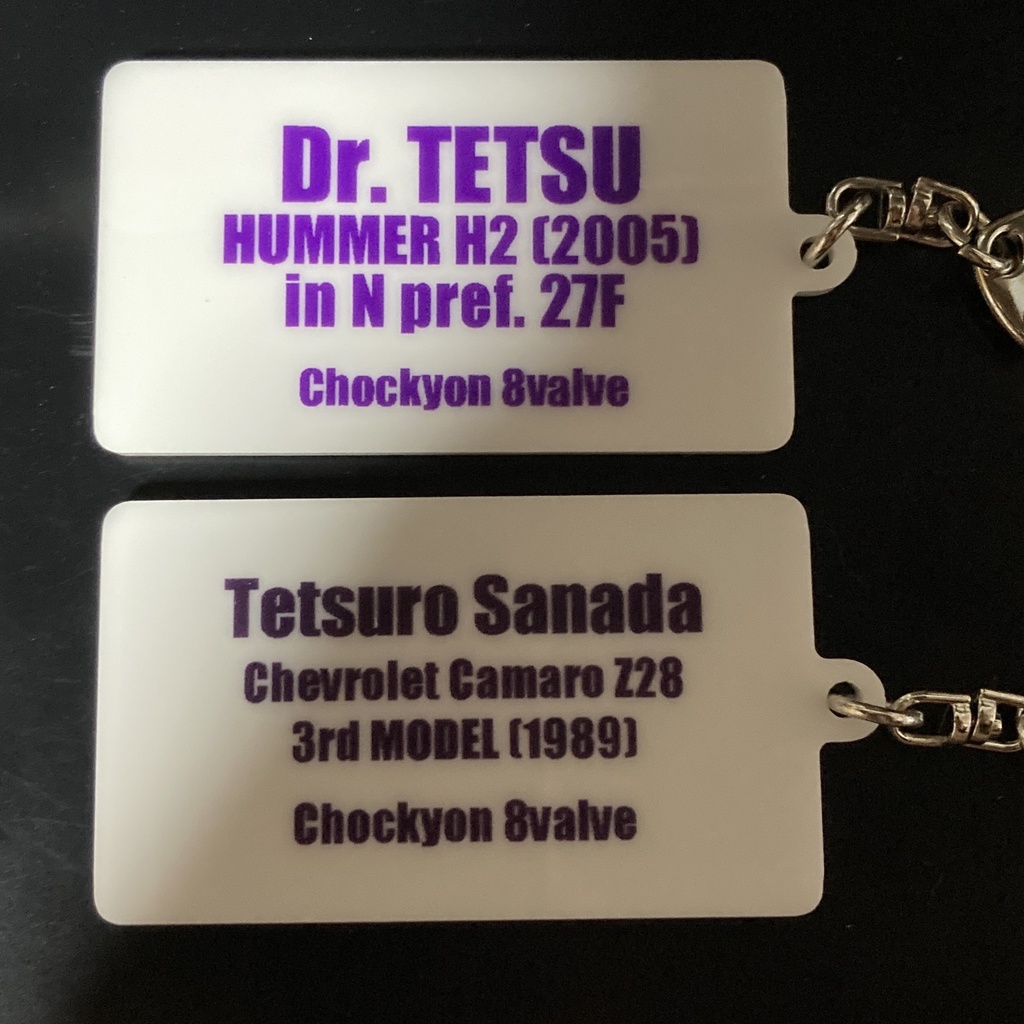 Dr. TETSU
HUMMER H2 (2005)
in N pref. 27F
Chockyon 8valve
Tetsuro Sanada
Chevrolet Camaro Z28
3rd MODEL (1989)
Chockyon 8valve